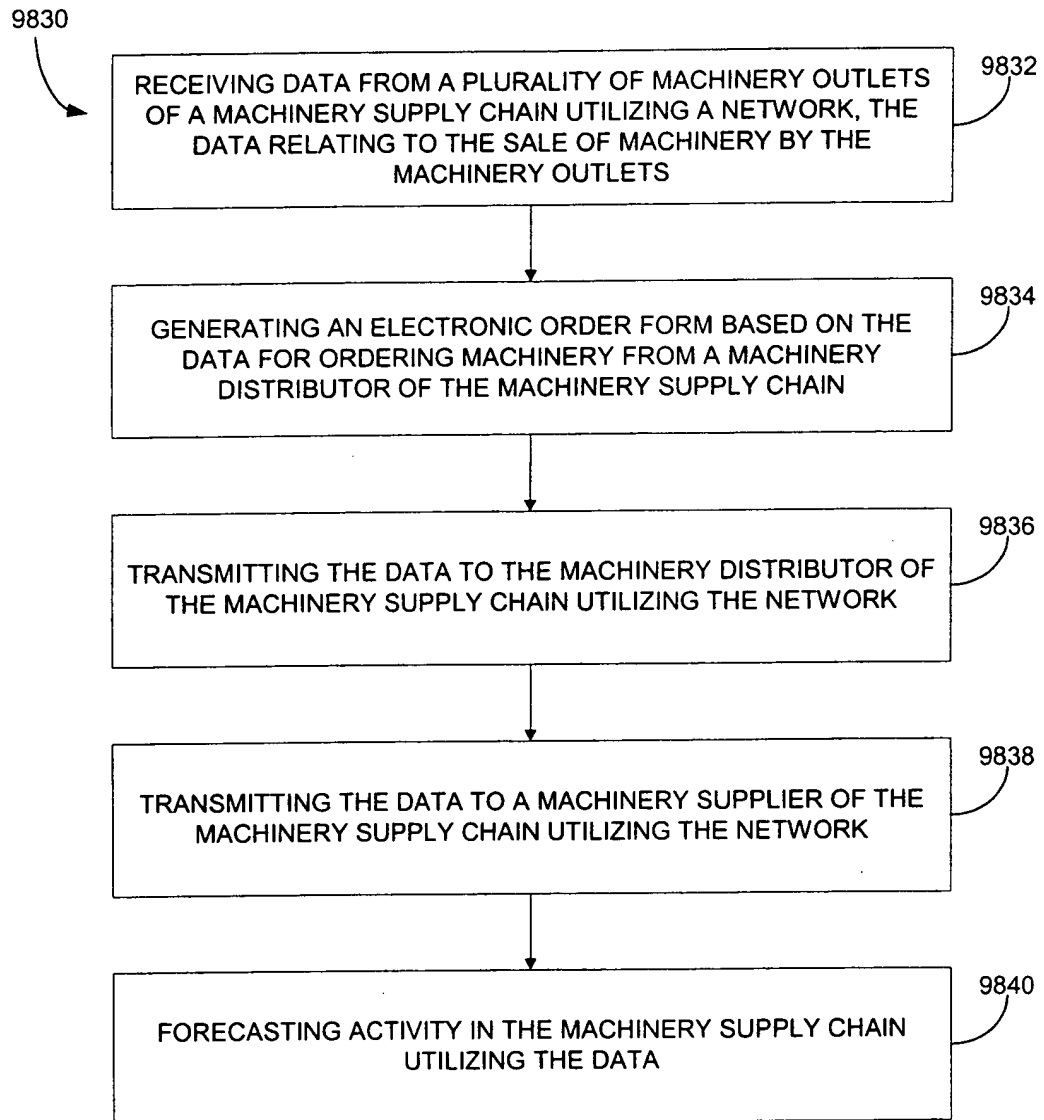 9830
RECEIVING DATA FROM A PLURALITY OF MACHINERY OUTLETS
OF A MACHINERY SUPPLY CHAIN UTILIZING A NETWORK, THE
DATA RELATING TO THE SALE OF MACHINERY BY THE
MACHINERY OUTLETS
9832
GENERATING AN ELECTRONIC ORDER FORM BASED ON THE
DATA FOR ORDERING MACHINERY FROM A MACHINERY
DISTRIBUTOR OF THE MACHINERY SUPPLY CHAIN
9834
TRANSMITTING THE DATA TO THE MACHINERY DISTRIBUTOR OF
THE MACHINERY SUPPLY CHAIN UTILIZING THE NETWORK
9836
TRANSMITTING THE DATA TO A MACHINERY SUPPLIER OF THE
MACHINERY SUPPLY CHAIN UTILIZING THE NETWORK
9838
FORECASTING ACTIVITY IN THE MACHINERY SUPPLY CHAIN
UTILIZING THE DATA
9840